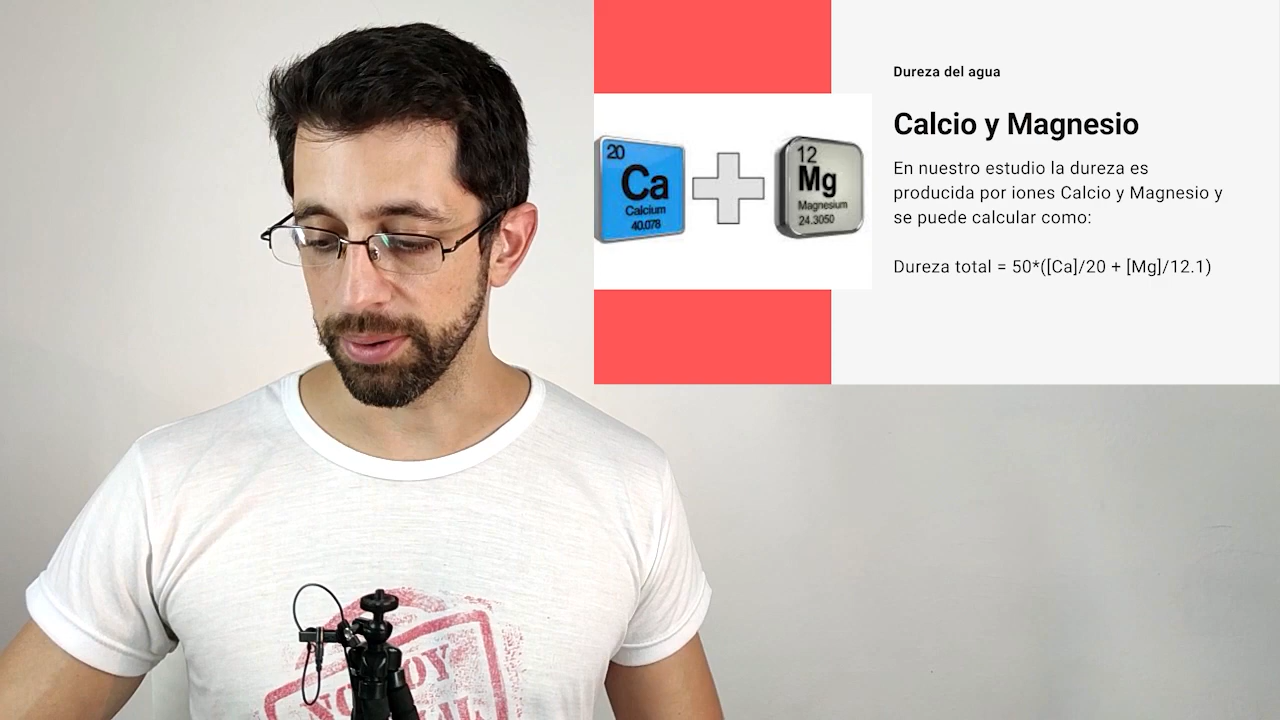 Dureza del agua
Calcio y Magnesio
En nuestro estudio la dureza es
producida por iones Calcio y Magnesio y
se puede calcular como:
Dureza total = 50*([Ca]/20 + [Mg]/12.1)
20
Ca
Calcium
40.078
12
Mg
Magnesium
24.3050
NO
OY